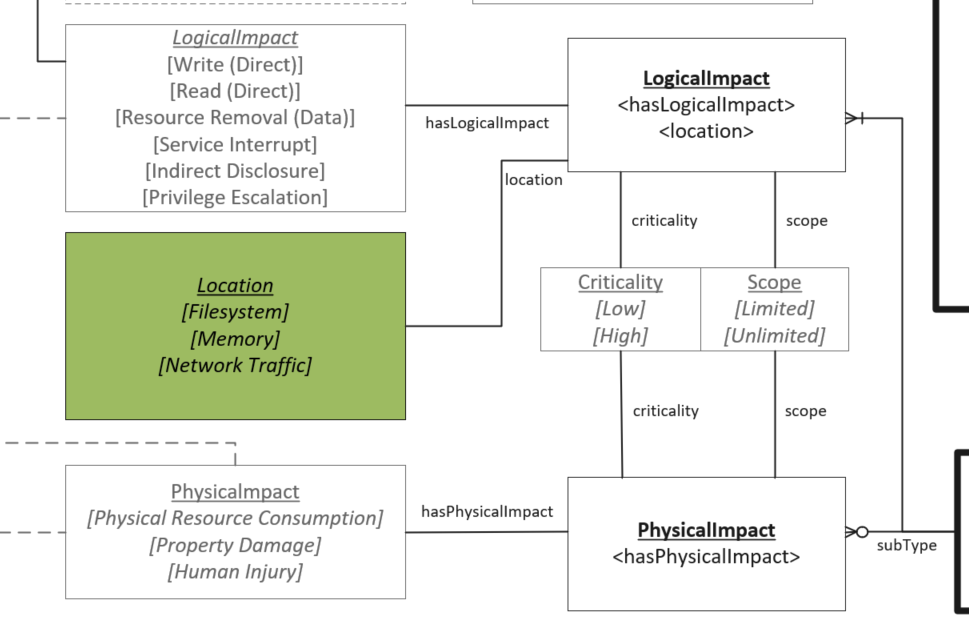 LogicalImpact
[Write (Direct)]
[Read (Direct)]
[Resource Removal (Data)]
[Service Interrupt]
[Indirect Disclosure]
[Privilege Escalation]
hasLogicalImpact
LogicalImpact
<hasLogicalImpact>
<location>
location
criticality
scope
Location
[Filesystem]
[Memory]
[Network Traffic]
Criticality
[Low]
[High]
Scope
[Limited]
[Unlimited]
criticality
scope
PhysicaImpact
[Physical Resource Consumption]
[Property Damage]
[Human Injury]
hasPhysicalImpact
PhysicalImpact
<hasPhysicalImpact>
subType